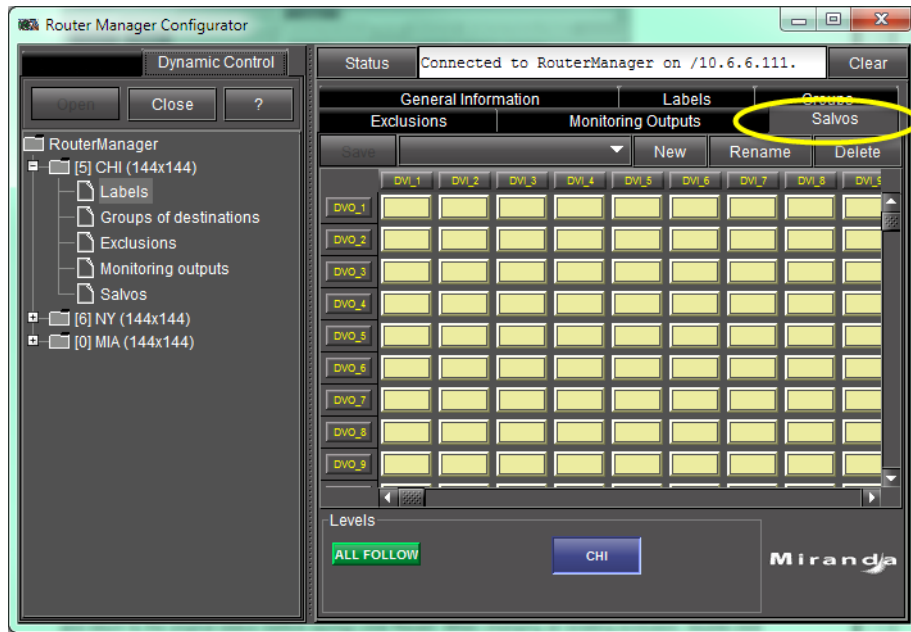 Router Manager Configurator
Dynamic Control
Open Close ?
RouterManager
[5] CHI (144x144)
Labels
Groups of destinations
Exclusions
Monitoring outputs
Salvos
[6] NY (144x144)
[0] MIA (144x144)
Status Connected to RouterManager on /10.6.6.111. Clear
General Information Labels Groups
Exclusions Monitoring Outputs Salvos
Save New Rename Delete
DVI_1 DVI_2 DVI_3 DVI_4 DVI_5 DVI_6 DVI_7 DVI_8 DVI_9
DVO_1
DVO_2
DVO_3
DVO_4
DVO_5
DVO_6
DVO_7
DVO_8
DVO_9
Levels
ALL FOLLOW CHI
Miranda